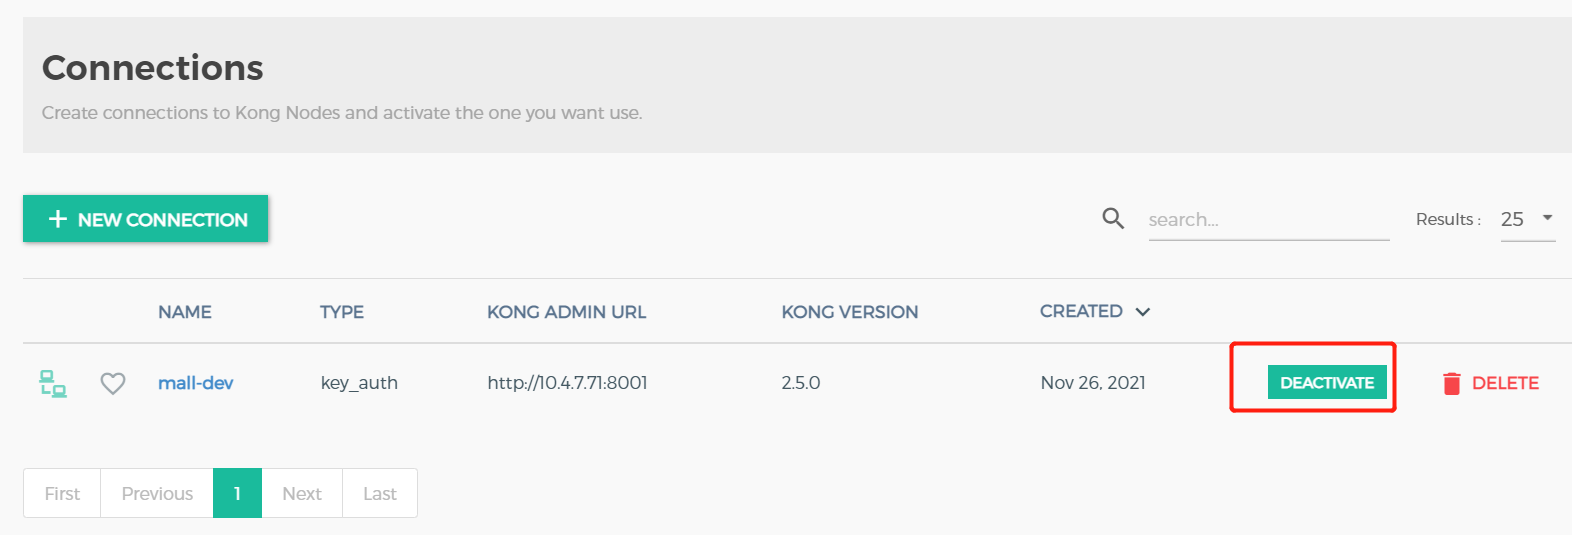 Connections
Create connections to Kong Nodes and activate the one you want use.
NEW CONNECTION
search...
Results :
25
NAME TYPE KONG ADMIN URL KONG VERSION CREATED
mall-dev key_auth http://10.4.7.71:8001 2.5.0 Nov 26, 2021 DEACTIVATE DELETE
First Previous 1 Next Last